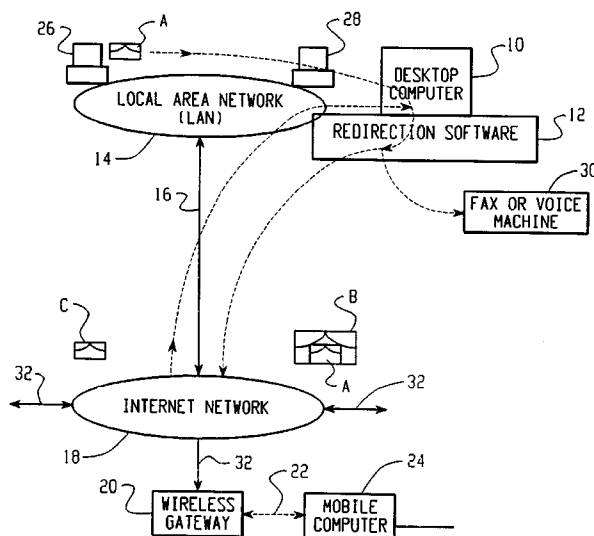 26
A
28
10
DESKTOP
COMPUTER
LOCAL AREA NETWORK
(LAN)
12
REDIRECTION SOFTWARE
14
16
30
FAX OR VOICE
MACHINE
C
B
A
32
32
INTERNET NETWORK
18
32
24
20
22
WIRELESS
GATEWAY
MOBILE
COMPUTER